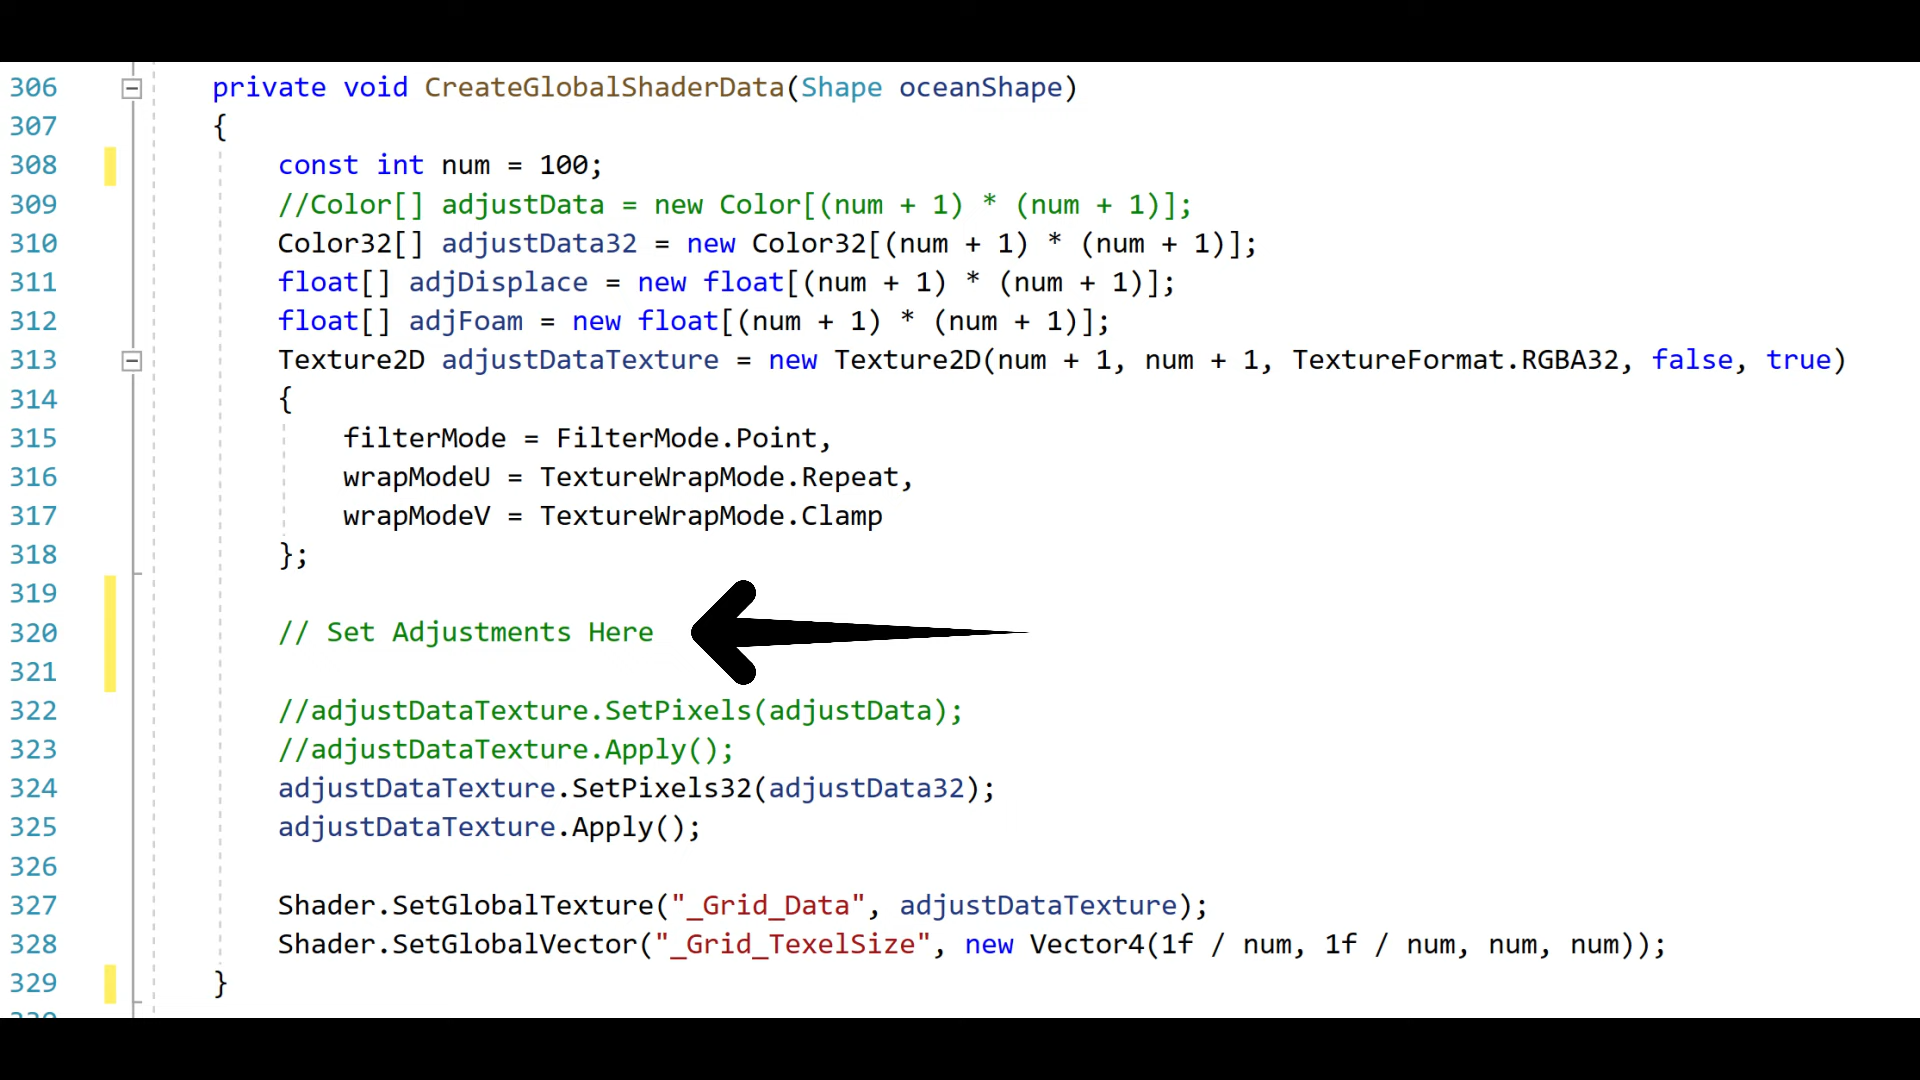 306 private void CreateGlobalShaderData(Shape oceanShape)
307 {
308 const int num = 100;
309 //Color[] adjustData = new Color[(num + 1) * (num + 1)];
310 Color32[] adjustData32 = new Color32[(num + 1) * (num + 1)];
311 float[] adjDisplace = new float[(num + 1) * (num + 1)];
312 float[] adjFoam = new float[(num + 1) * (num + 1)];
313 Texture2D adjustDataTexture = new Texture2D(num + 1, num + 1, TextureFormat.RGBA32, false, true)
314 {
315 filterMode = FilterMode.Point,
316 wrapModeU = TextureWrapMode.Repeat,
317 wrapModeV = TextureWrapMode.Clamp
318 };
319
320 // Set Adjustments Here
321
322 //adjustDataTexture.SetPixels(adjustData);
323 //adjustDataTexture.Apply();
324 adjustDataTexture.SetPixels32(adjustData32);
325 adjustDataTexture.Apply();
326
327 Shader.SetGlobalTexture("_Grid_Data", adjustDataTexture);
328 Shader.SetGlobalVector("_Grid_TexelSize", new Vector4(1f / num, 1f / num, num, num));
329 }